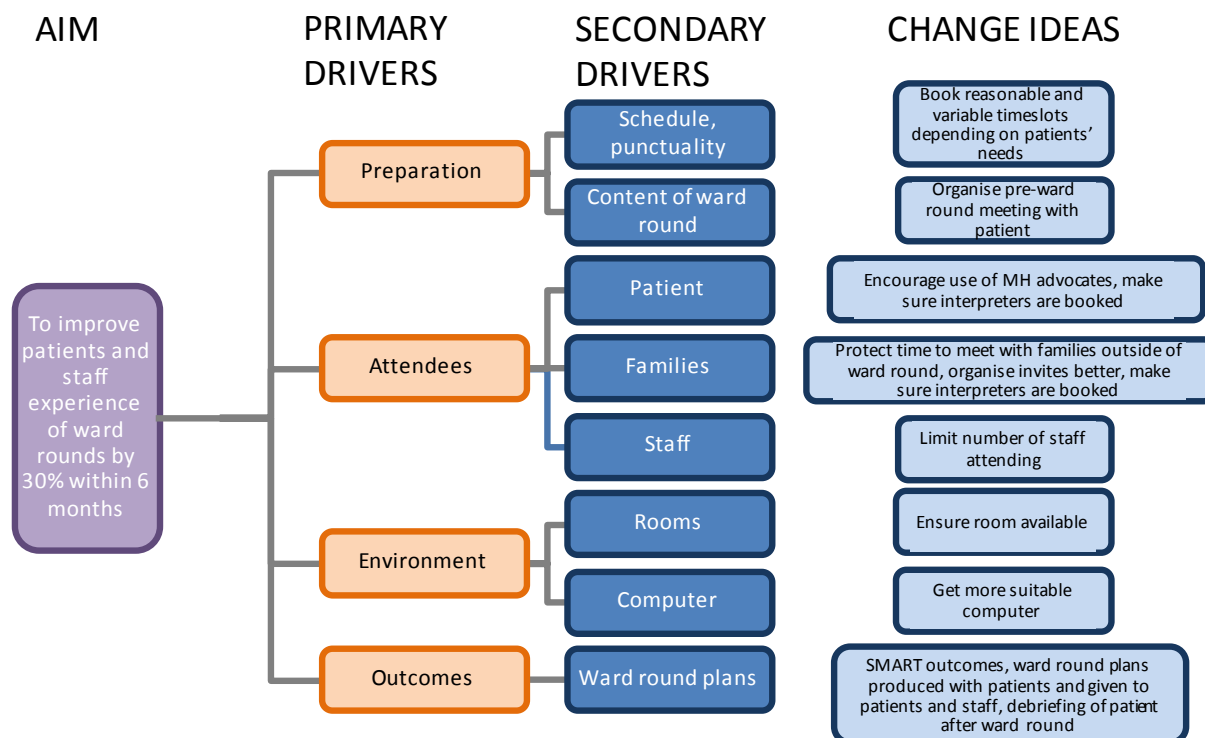 AIM
PRIMARY
DRIVERS
SECONDARY
DRIVERS
CHANGE IDEAS
To improve
patients and
staff
experience
of ward
rounds by
30% within 6
months
Preparation
Attendees
Environment
Outcomes
Schedule,
punctuality
Content of ward
round
Patient
Families
Staff
Rooms
Computer
Ward round plans
Book reasonable and
variable timeslots
depending on patients’
needs
Organise pre-ward
round meeting with
patient
Encourage use of MH advocates, make
sure interpreters are booked
Protect time to meet with families outside of
ward round, organise invites better, make
sure interpreters are booked
Limit number of staff
attending
Ensure room available
Get more suitable
computer
SMART outcomes, ward round plans
produced with patients and given to
patients and staff, debriefing of patient
after ward round